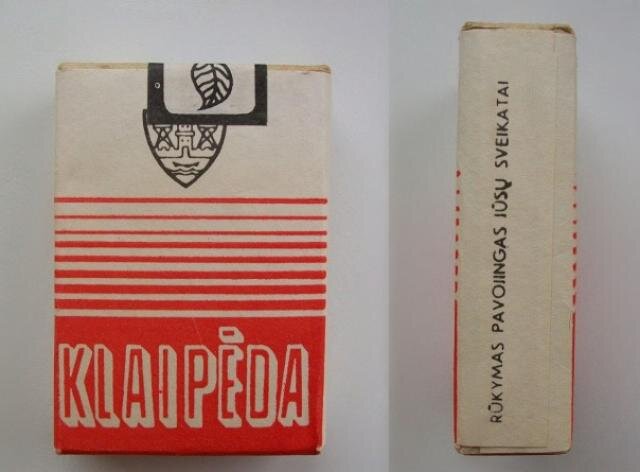 KLAIPĖDA
RŪKYMAS PAVOJINGAS JŪSŲ SVEIKATAI